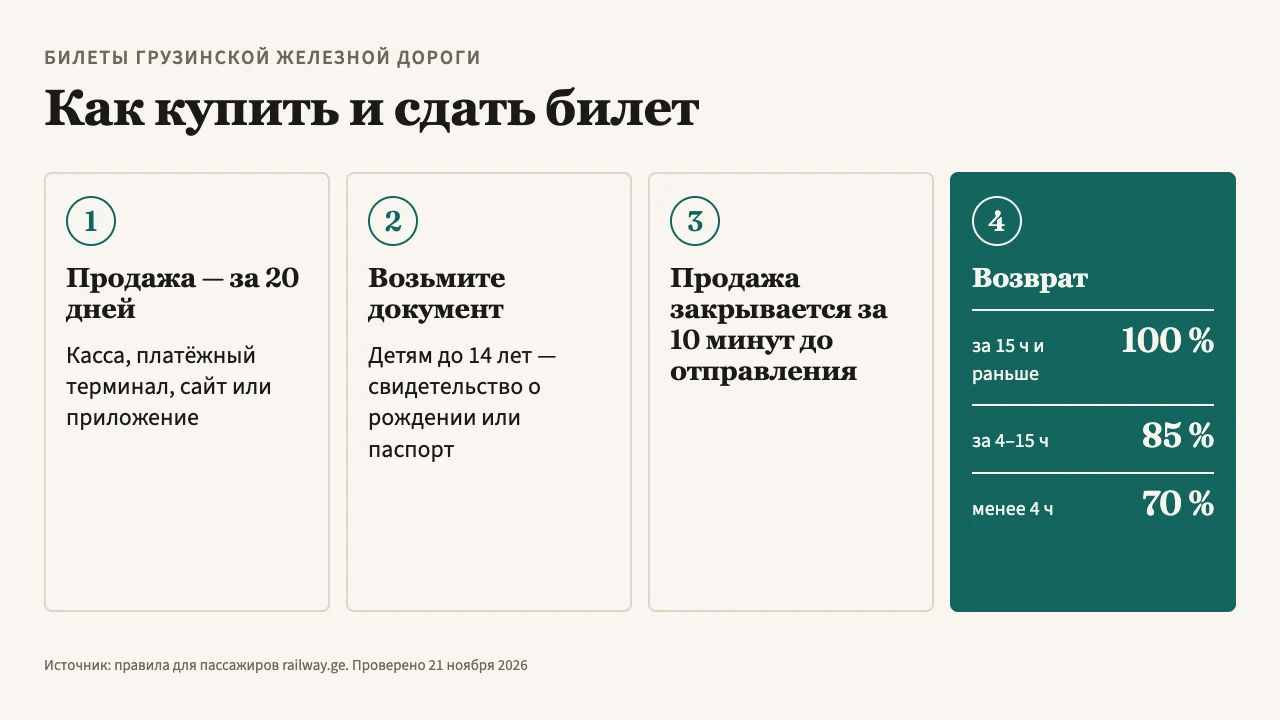 БИЛЕТЫ ГРУЗИНСКОЙ ЖЕЛЕЗНОЙ ДОРОГИ
Как купить и сдать билет
1
Продажа — за 20
дней
Касса, платёжный
терминал, сайт или
приложение
2
Возьмите
документ
Детям до 14 лет —
свидетельство о
рождении или
паспорт
3
Продажа
закрывается за
10 минут до
отправления
4
Возврат
за 15 ч и
раньше
100 %
за 4–15 ч
85 %
менее 4 ч
70 %
Источник: правила для пассажиров railway.ge. Проверено 21 ноября 2026